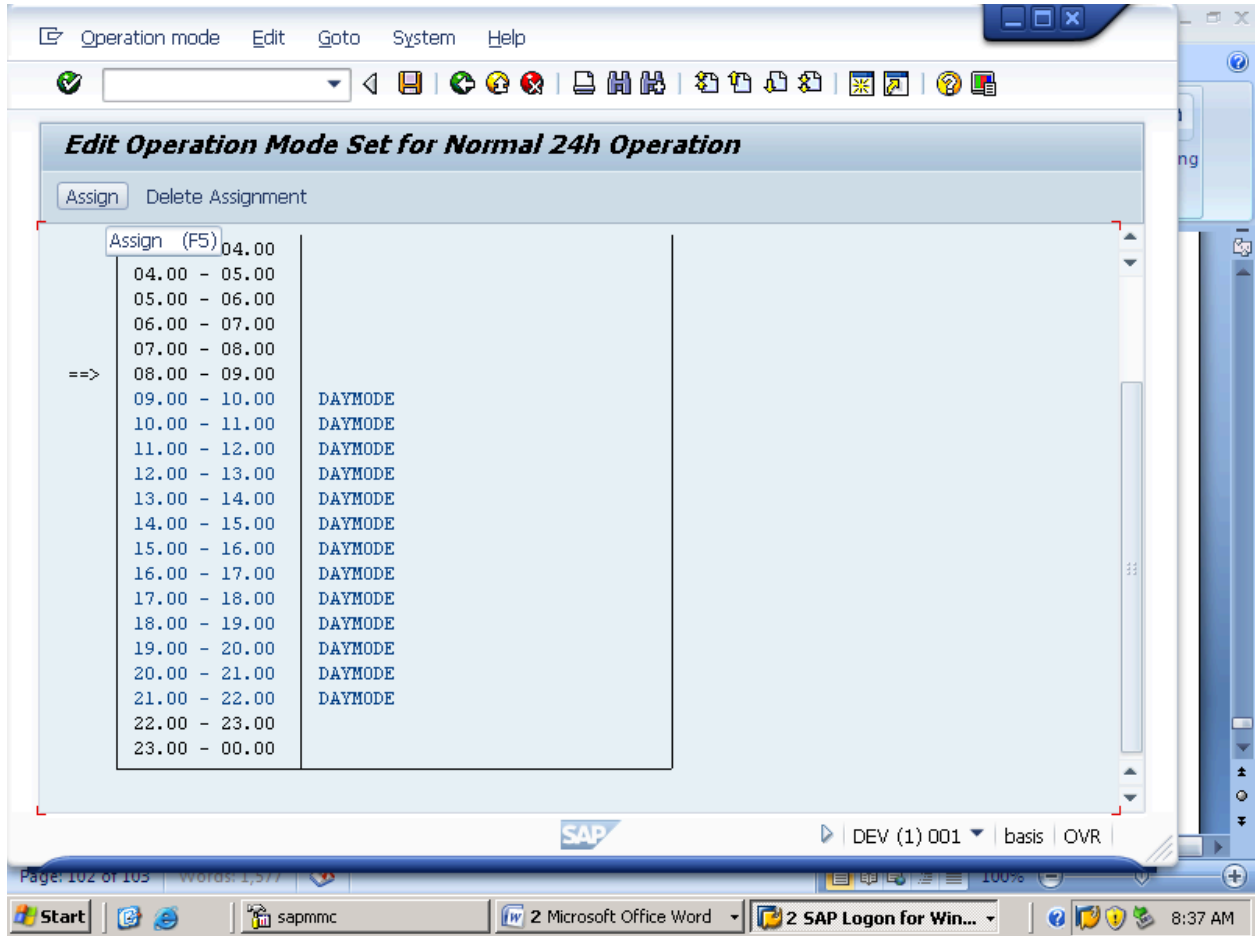 Operation mode Edit Goto System Help
Edit Operation Mode Set for Normal 24h Operation
Assign Delete Assignment
Assign (F5)
04.00
04.00 - 05.00
05.00 - 06.00
06.00 - 07.00
07.00 - 08.00
==> 08.00 - 09.00
09.00 - 10.00 DAYMODE
10.00 - 11.00 DAYMODE
11.00 - 12.00 DAYMODE
12.00 - 13.00 DAYMODE
13.00 - 14.00 DAYMODE
14.00 - 15.00 DAYMODE
15.00 - 16.00 DAYMODE
16.00 - 17.00 DAYMODE
17.00 - 18.00 DAYMODE
18.00 - 19.00 DAYMODE
19.00 - 20.00 DAYMODE
20.00 - 21.00 DAYMODE
21.00 - 22.00 DAYMODE
22.00 - 23.00
23.00 - 00.00
SAP DEV (1) 001 basis OVR
ng
Page: 102 of 103 Words: 1,577 100%
Start sapmmc 2 Microsoft Office Word 2 SAP Logon for Win... 8:37 AM